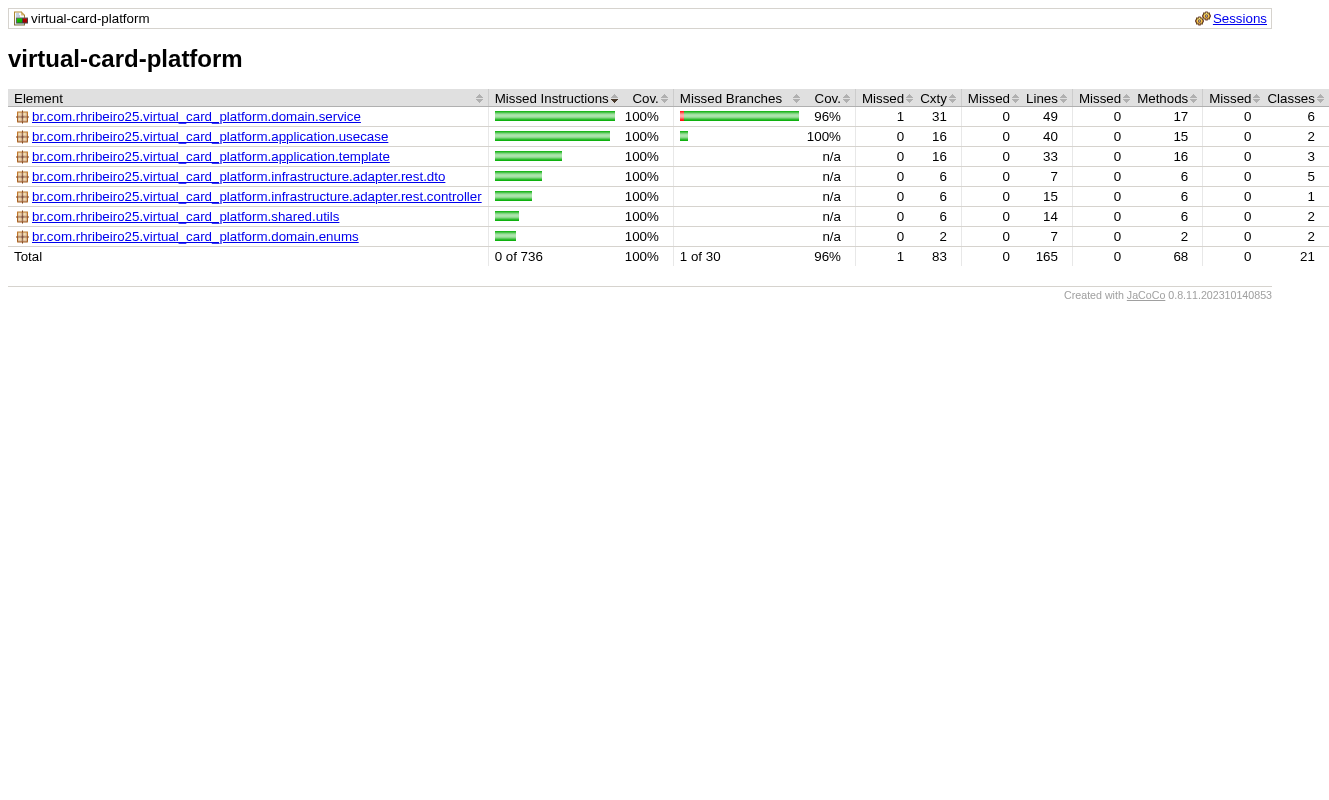 virtual-card-platform Sessions
virtual-card-platform
Element Missed Instructions Cov. Missed Branches Cov. Missed Cxty Missed Lines Missed Methods Missed Classes
br.com.rhribeiro25.virtual_card_platform.domain.service 100% 96% 1 31 0 49 0 17 0 6
br.com.rhribeiro25.virtual_card_platform.application.usecase 100% 100% 0 16 0 40 0 15 0 2
br.com.rhribeiro25.virtual_card_platform.application.template 100% n/a 0 16 0 33 0 16 0 3
br.com.rhribeiro25.virtual_card_platform.infrastructure.adapter.rest.dto 100% n/a 0 6 0 7 0 6 0 5
br.com.rhribeiro25.virtual_card_platform.infrastructure.adapter.rest.controller 100% n/a 0 6 0 15 0 6 0 1
br.com.rhribeiro25.virtual_card_platform.shared.utils 100% n/a 0 6 0 14 0 6 0 2
br.com.rhribeiro25.virtual_card_platform.domain.enums 100% n/a 0 2 0 7 0 2 0 2
Total 0 of 736 100% 1 of 30 96% 1 83 0 165 0 68 0 21
Created with JaCoCo 0.8.11.202310140853